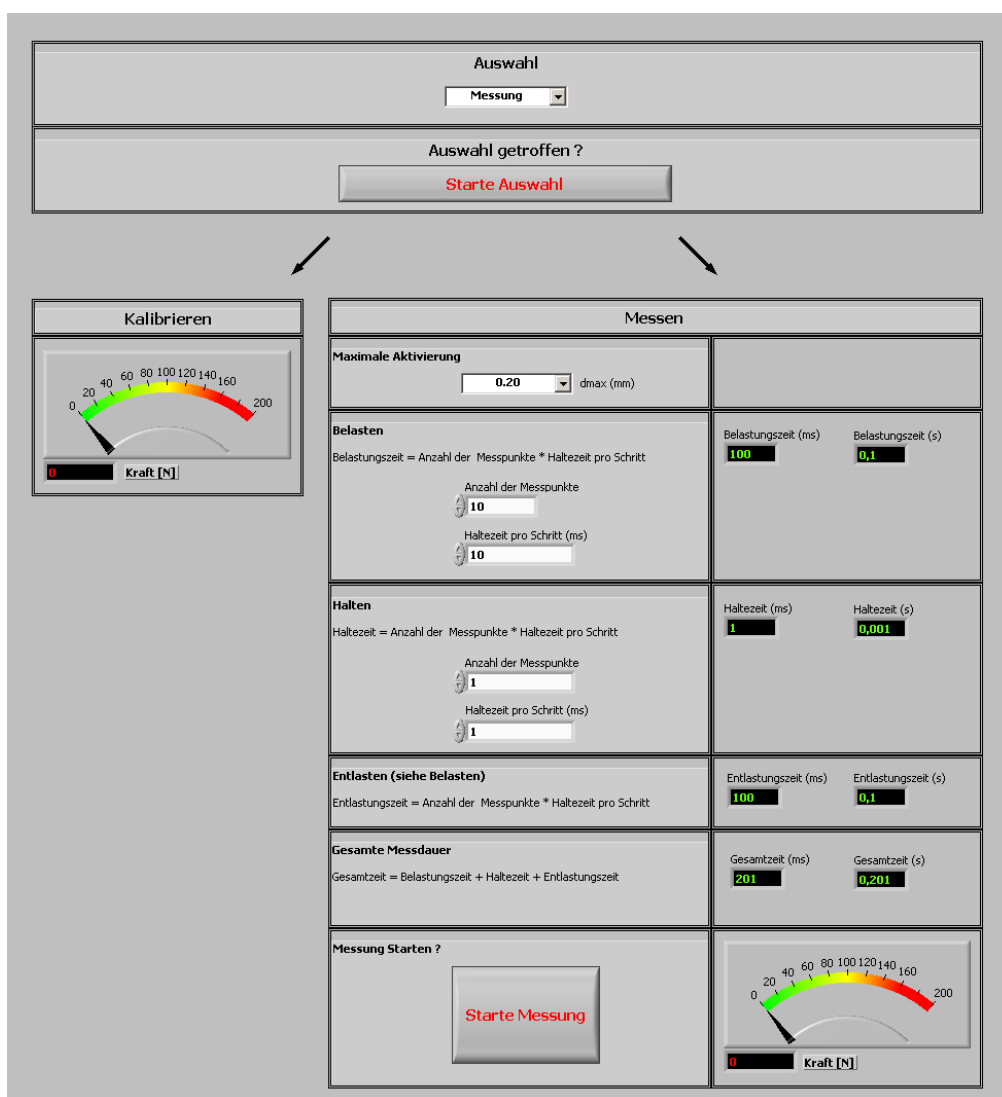 Auswahl
Messung
Auswahl getroffen ?
Starte Auswahl
Kalibrieren
0 20 40 60 80 100 120 140 160 200
0 Kraft [N]
Messen
Maximale Aktivierung
0.20 dmax (mm)
Belasten
Belastungszeit = Anzahl der Messpunkte * Haltezeit pro Schritt
Anzahl der Messpunkte
10
Haltezeit pro Schritt (ms)
10
Belastungszeit (ms) Belastungszeit (s)
100 0,1
Halten
Haltezeit = Anzahl der Messpunkte * Haltezeit pro Schritt
Anzahl der Messpunkte
1
Haltezeit pro Schritt (ms)
1
Haltezeit (ms) Haltezeit (s)
1 0,001
Entlasten (siehe Belasten)
Entlastungszeit = Anzahl der Messpunkte * Haltezeit pro Schritt
Entlastungszeit (ms) Entlastungszeit (s)
100 0,1
Gesamte Messdauer
Gesamtzeit = Belastungszeit + Haltezeit + Entlastungszeit
Gesamtzeit (ms) Gesamtzeit (s)
201 0,201
Messung Starten ?
Starte Messung
0 20 40 60 80 100 120 140 160 200
0 Kraft [N]